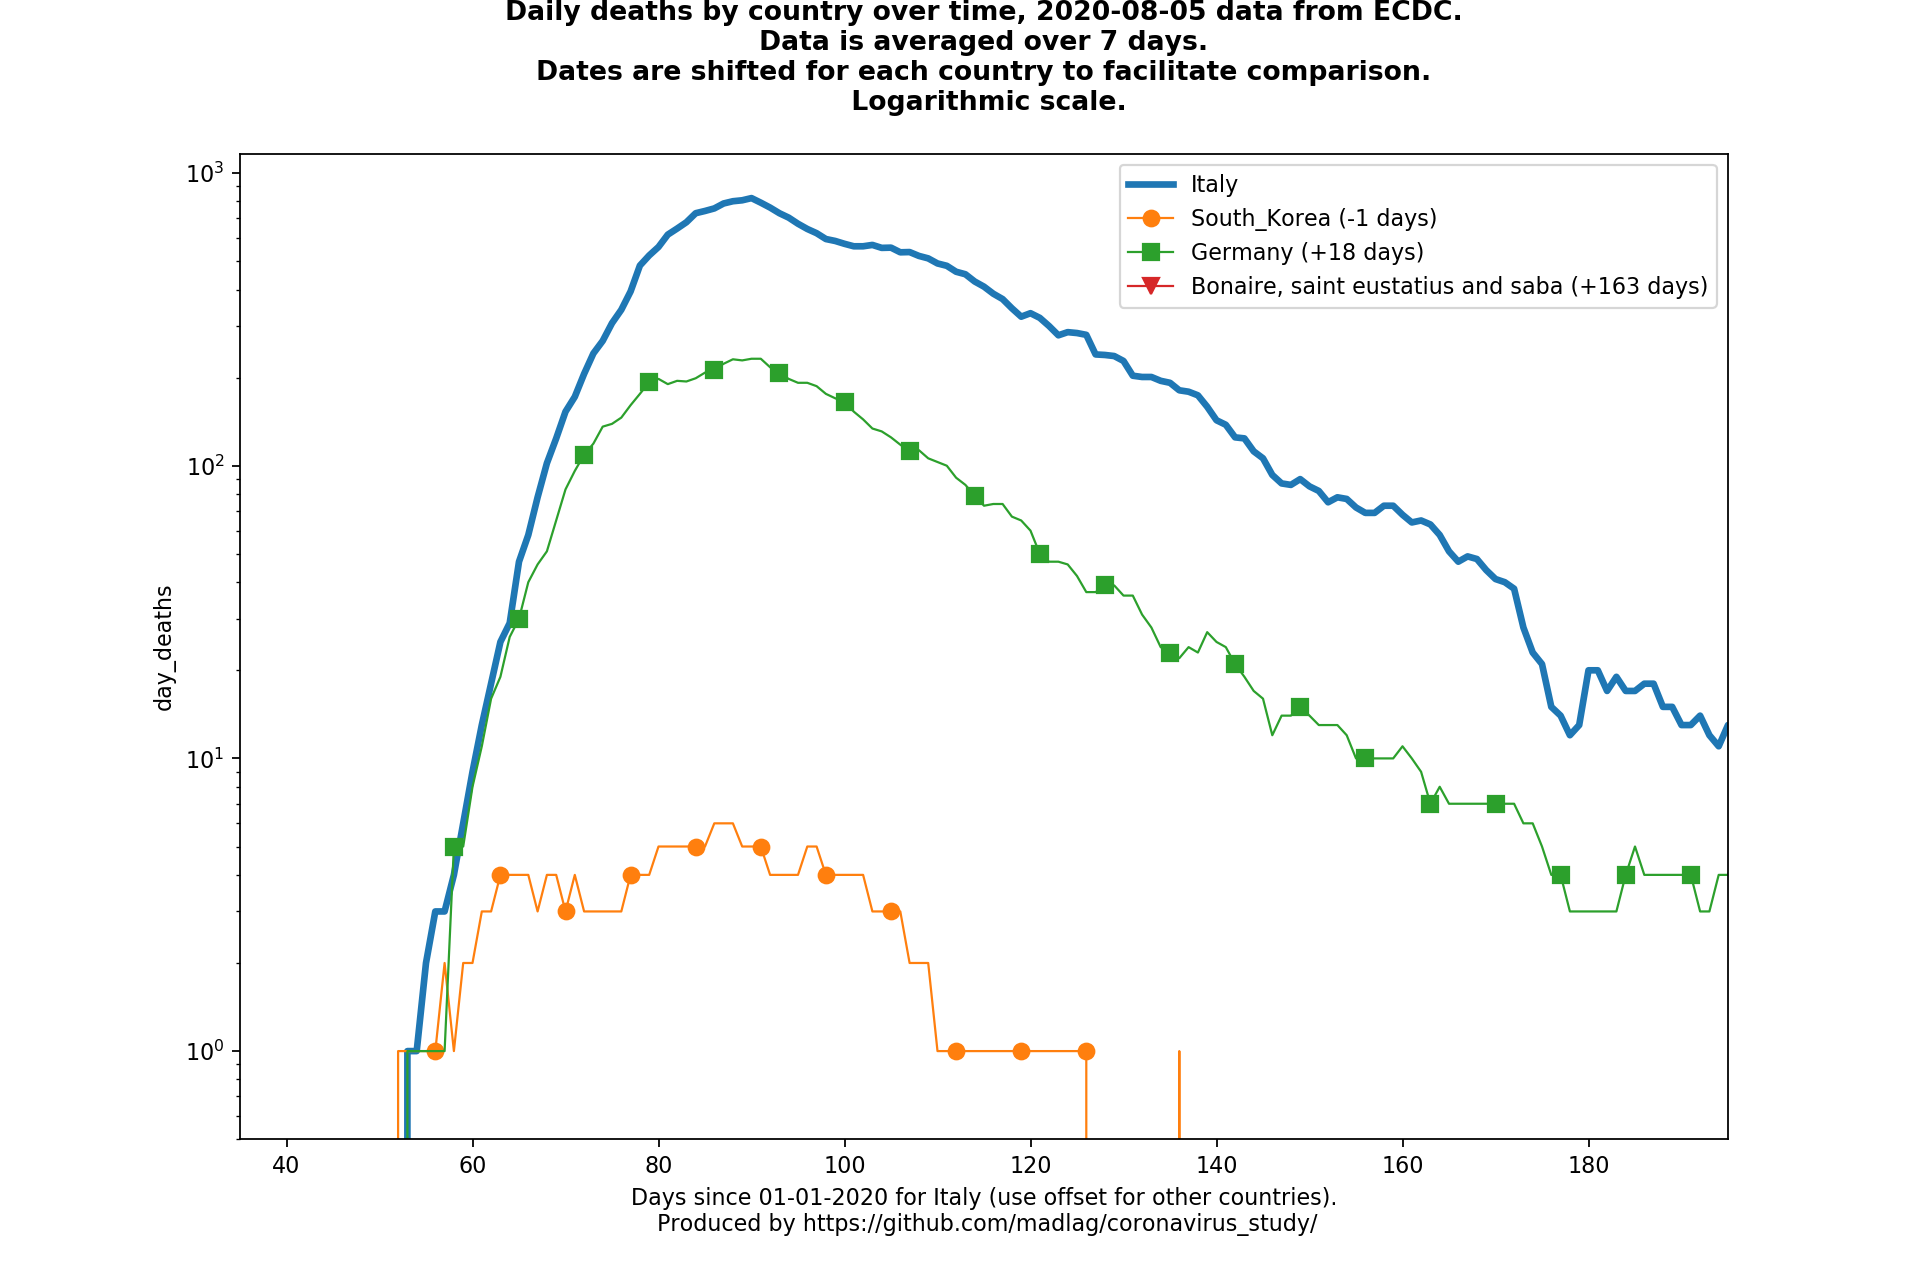 Daily deaths by country over time, 2020-08-05 data from ECDC.
Data is averaged over 7 days.
Dates are shifted for each country to facilitate comparison.
Logarithmic scale.
10³
10²
10¹
10⁰
day_deaths
Italy
South_Korea (-1 days)
Germany (+18 days)
Bonaire, saint eustatius and saba (+163 days)
40 60 80 100 120 140 160 180
Days since 01-01-2020 for Italy (use offset for other countries).
Produced by https://github.com/madlag/coronavirus_study/